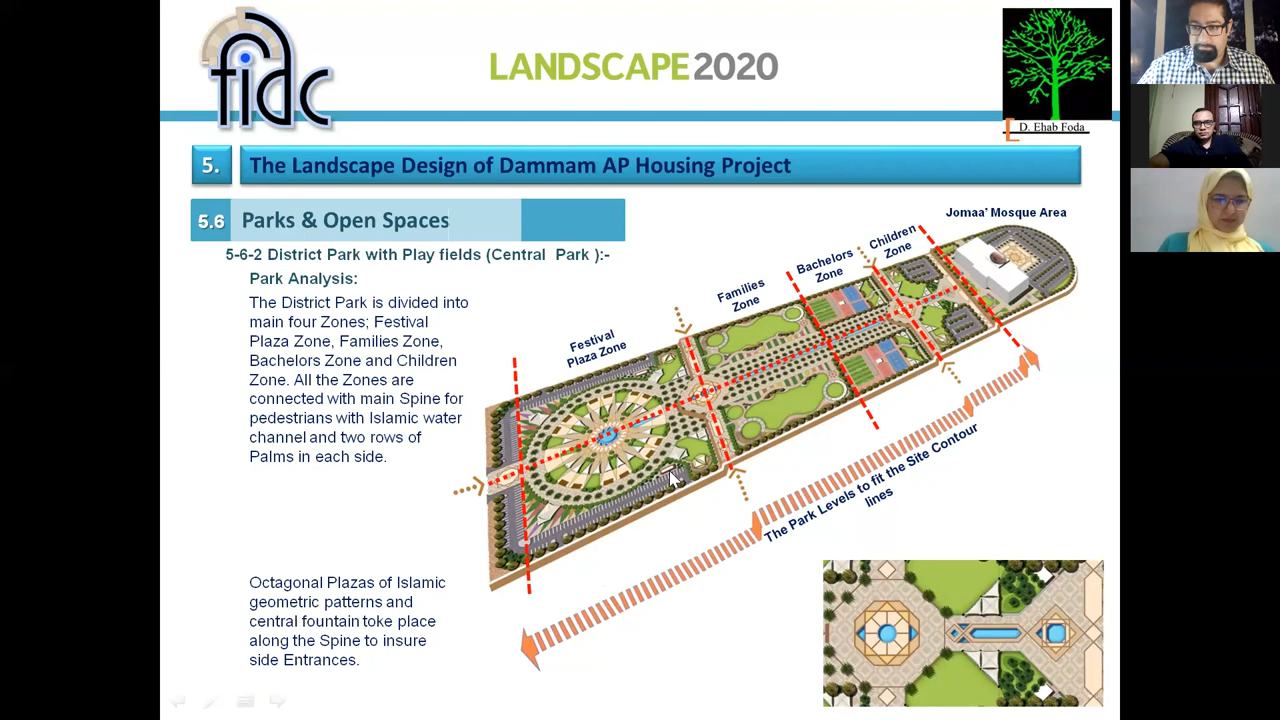 fidc
LANDSCAPE2020
D. Ehab Foda
5.
The Landscape Design of Dammam AP Housing Project
5.6
Parks & Open Spaces
5-6-2 District Park with Play fields (Central Park ):-
Park Analysis:
The District Park is divided into
main four Zones; Festival
Plaza Zone, Families Zone,
Bachelors Zone and Children
Zone. All the Zones are
connected with main Spine for
pedestrians with Islamic water
channel and two rows of
Palms in each side.
Octagonal Plazas of Islamic
geometric patterns and
central fountain toke place
along the Spine to insure
side Entrances.
Festival
Plaza Zone
Families
Zone
Bachelors
Zone
Children
Zone
Jomaa' Mosque Area
The Park Levels to fit the Site Contour
lines